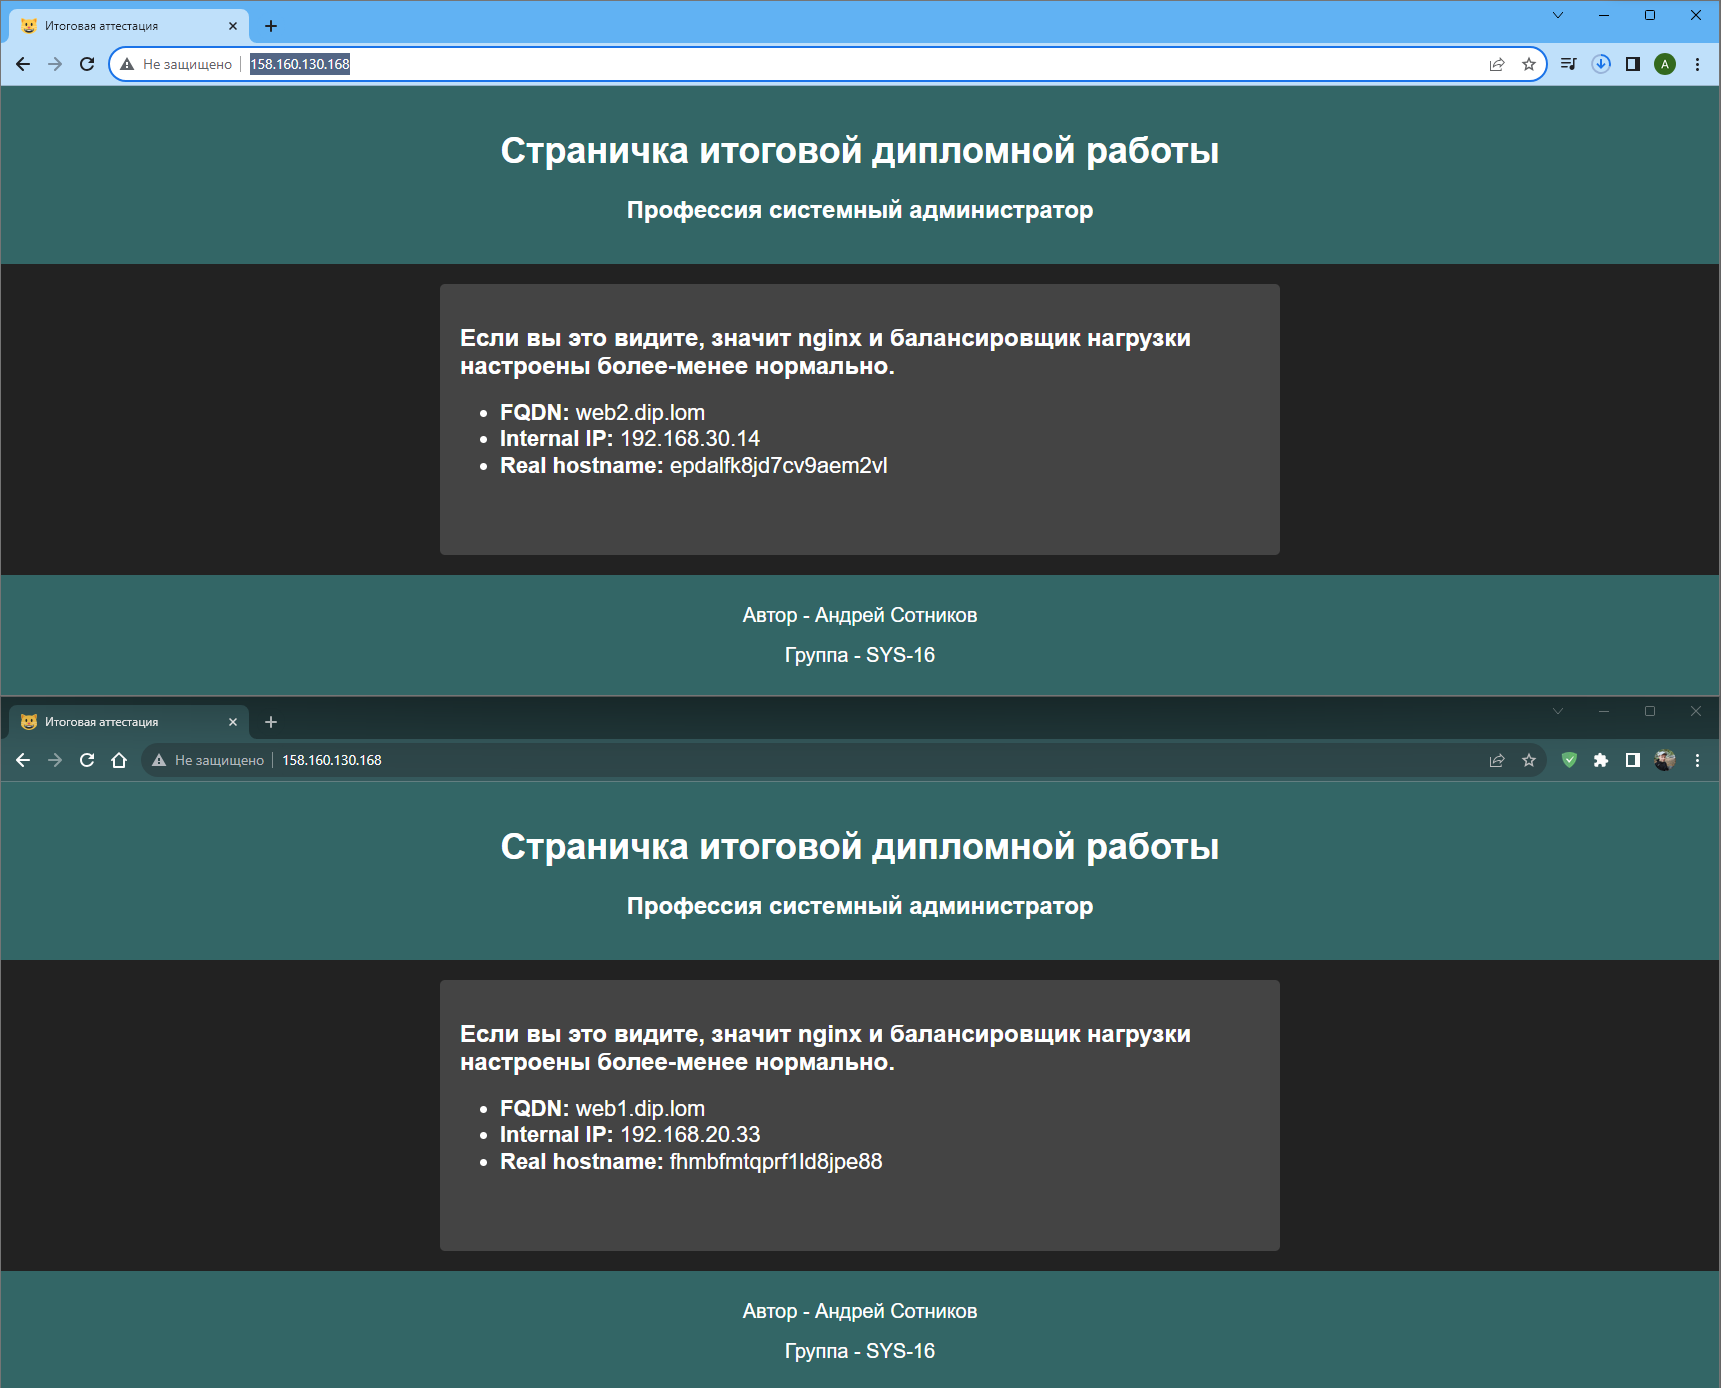 Итоговая аттестация
Не защищено
158.160.130.168
A
Страничка итоговой дипломной работы
Профессия системный администратор
Если вы это видите, значит nginx и балансировщик нагрузки
настроены более-менее нормально.
FQDN: web2.dip.lom
Internal IP: 192.168.30.14
Real hostname: epdalfk8jd7cv9aem2vl
Автор - Андрей Сотников
Группа - SYS-16
Итоговая аттестация
Не защищено
158.160.130.168
Страничка итоговой дипломной работы
Профессия системный администратор
Если вы это видите, значит nginx и балансировщик нагрузки
настроены более-менее нормально.
FQDN: web1.dip.lom
Internal IP: 192.168.20.33
Real hostname: fhmbfmtqprf1ld8jpe88
Автор - Андрей Сотников
Группа - SYS-16